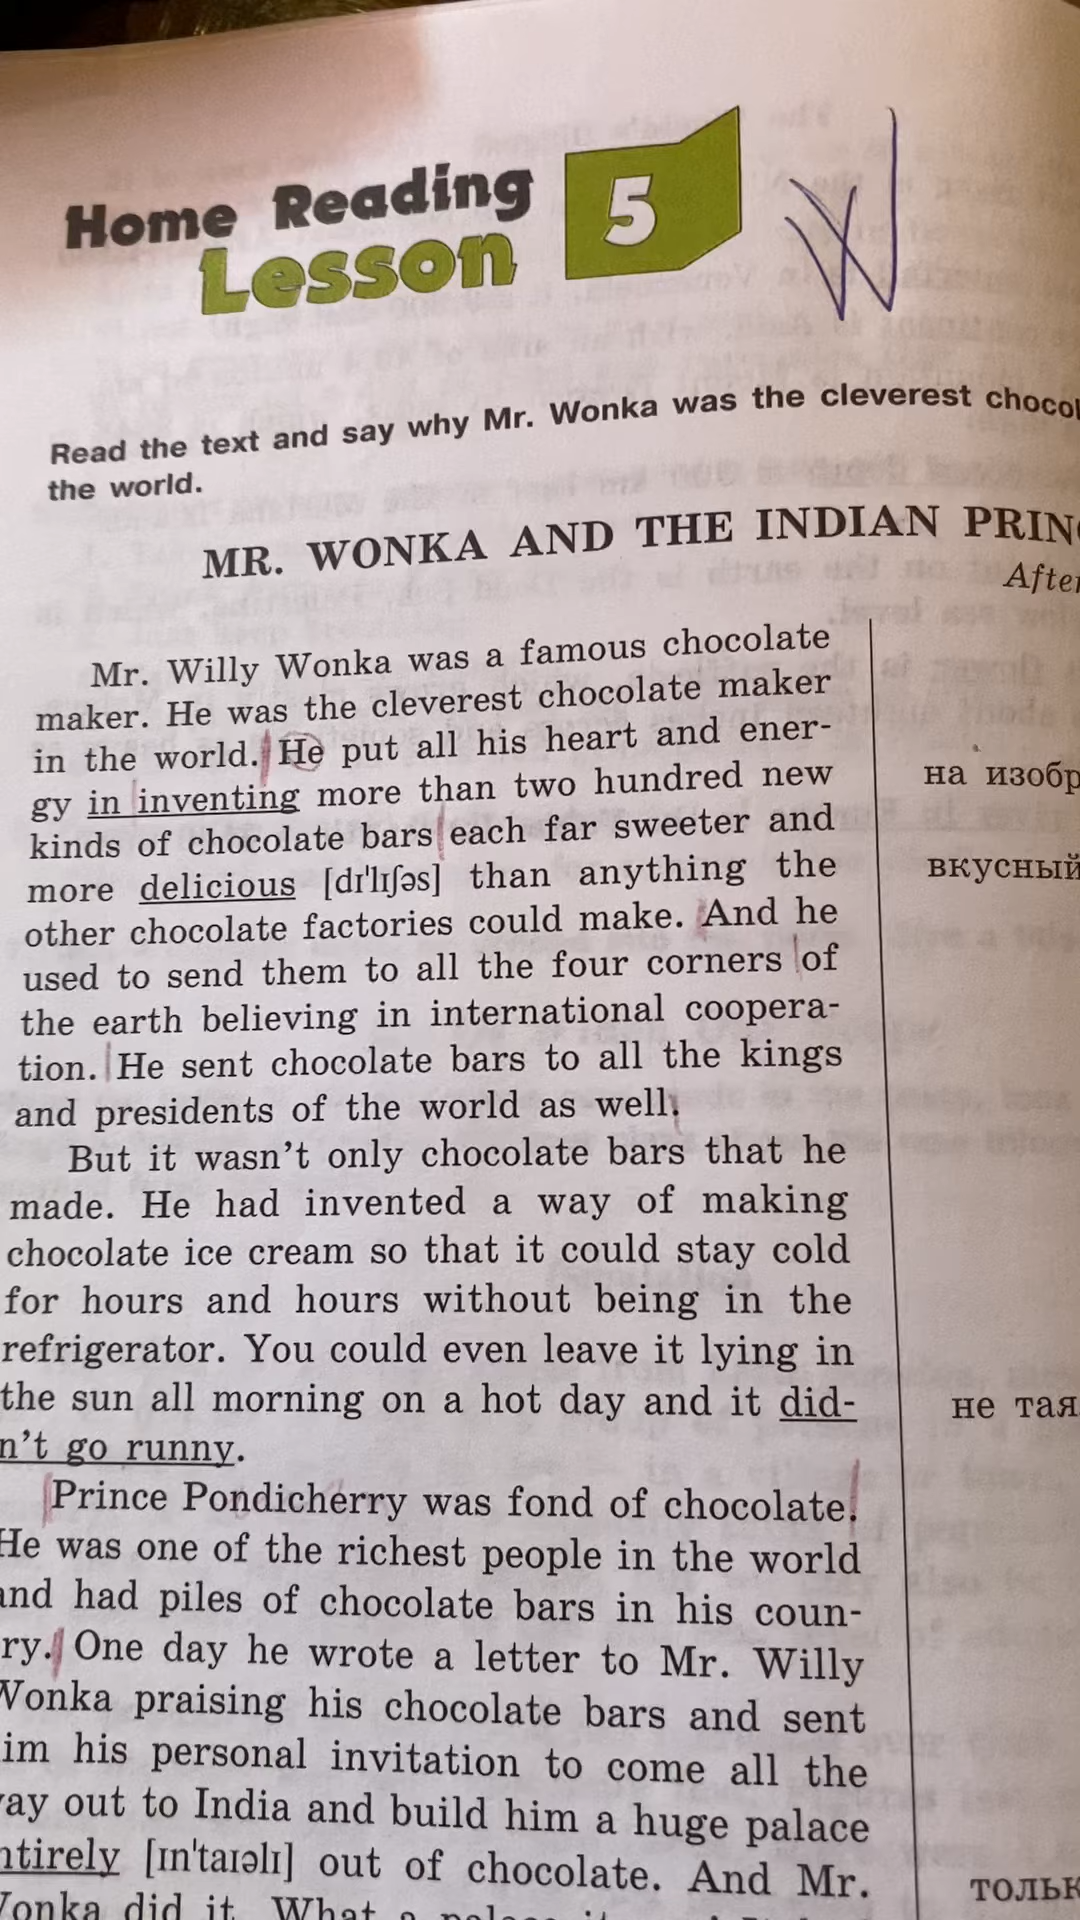 Home Reading
Lesson 5
W
Read the text and say why Mr. Wonka was the cleverest
the world.
MR. WONKA AND THE INDIAN
After
Mr. Willy Wonka was a famous chocolate
maker. He was the cleverest chocolate maker
in the world. He put all his heart and ener-
gy in inventing more than two hundred new
kinds of chocolate bars each far sweeter and
more delicious [dɪ'lɪʃəs] than anything the
other chocolate factories could make. And he
used to send them to all the four corners of
the earth believing in international coopera-
tion. He sent chocolate bars to all the kings
and presidents of the world as well.
But it wasn't only chocolate bars that he
made. He had invented a way of making
chocolate ice cream so that it could stay cold
for hours and hours without being in the
refrigerator. You could even leave it lying in
the sun all morning on a hot day and it did-
n't go runny.
Prince Pondicherry was fond of chocolate.
He was one of the richest people in the world
and had piles of chocolate bars in his coun-
ry. One day he wrote a letter to Mr. Willy
Wonka praising his chocolate bars and sent
im his personal invitation to come all the
ay out to India and build him a huge palace
ntirely [ɪn'taɪəlɪ] out of chocolate. And Mr.
Wonka did it. What a palace it
на
вкусный
не тая